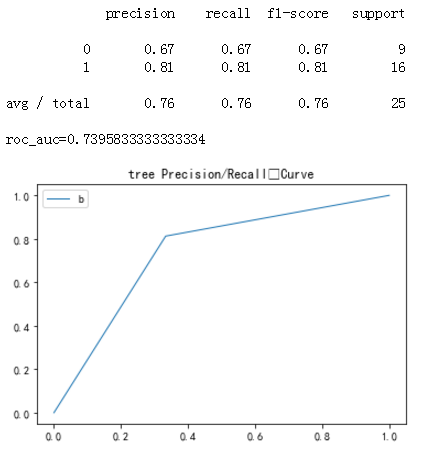 precision recall f1-score support
0 0.67 0.67 0.67 9
1 0.81 0.81 0.81 16
avg / total 0.76 0.76 0.76 25
roc_auc=0.7395833333333334
tree Precision/Recall□Curve
b
1.0
0.8
0.6
0.4
0.2
0.0
0.0 0.2 0.4 0.6 0.8 1.0